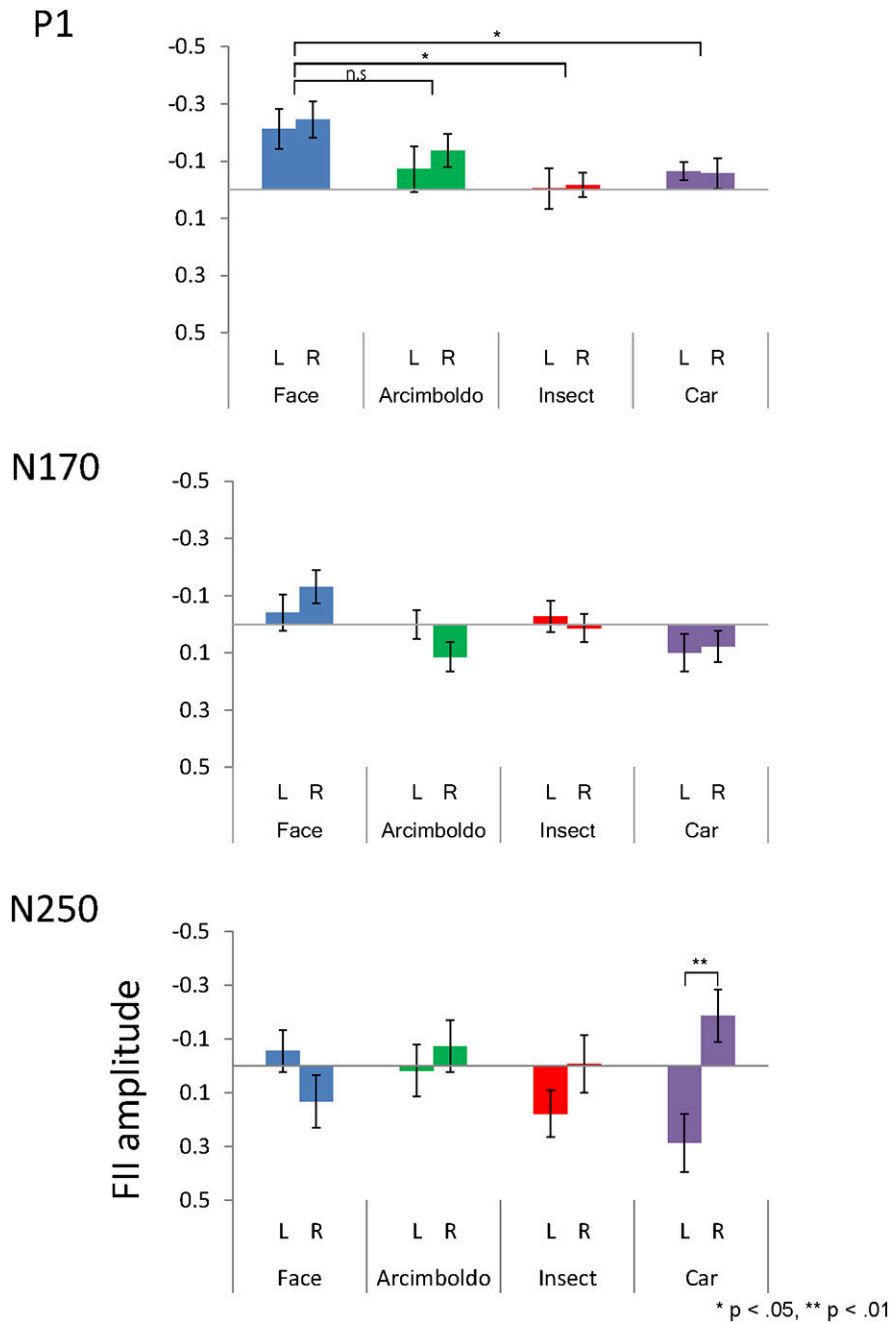 P1
-0.5
*
*
n.s
-0.3
-0.1
0.1
0.3
0.5
L R L R L R L R
Face Arcimboldo Insect Car
N170
-0.5
-0.3
-0.1
0.1
0.3
0.5
L R L R L R L R
Face Arcimboldo Insect Car
N250
-0.5
**
-0.3
-0.1
0.1
0.3
0.5
FII amplitude
L R L R L R L R
Face Arcimboldo Insect Car
* p < .05, ** p < .01